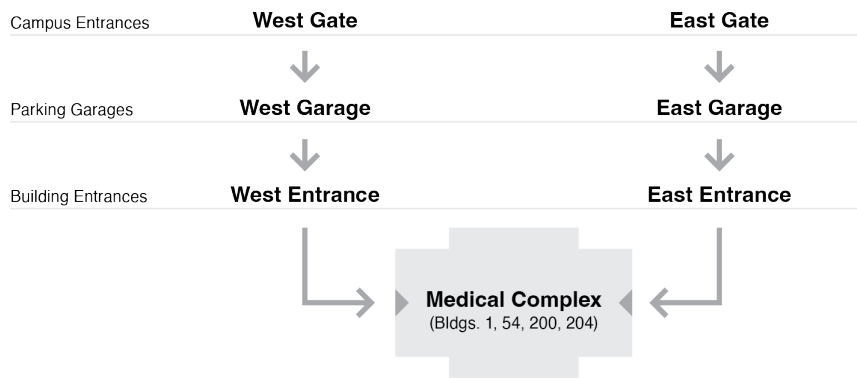 Campus Entrances West Gate East Gate
Parking Garages West Garage East Garage
Building Entrances West Entrance East Entrance
Medical Complex
(Bldgs. 1, 54, 200, 204)